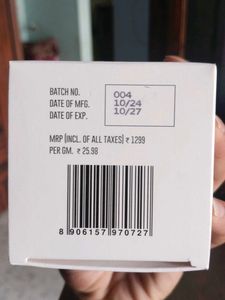 BATCH NO. 004
DATE OF MFG. 10/24
DATE OF EXP. 10/27
MRP (INCL. OF ALL TAXES) ₹ 1299
PER GM. ₹ 25.98
8 906157 970727